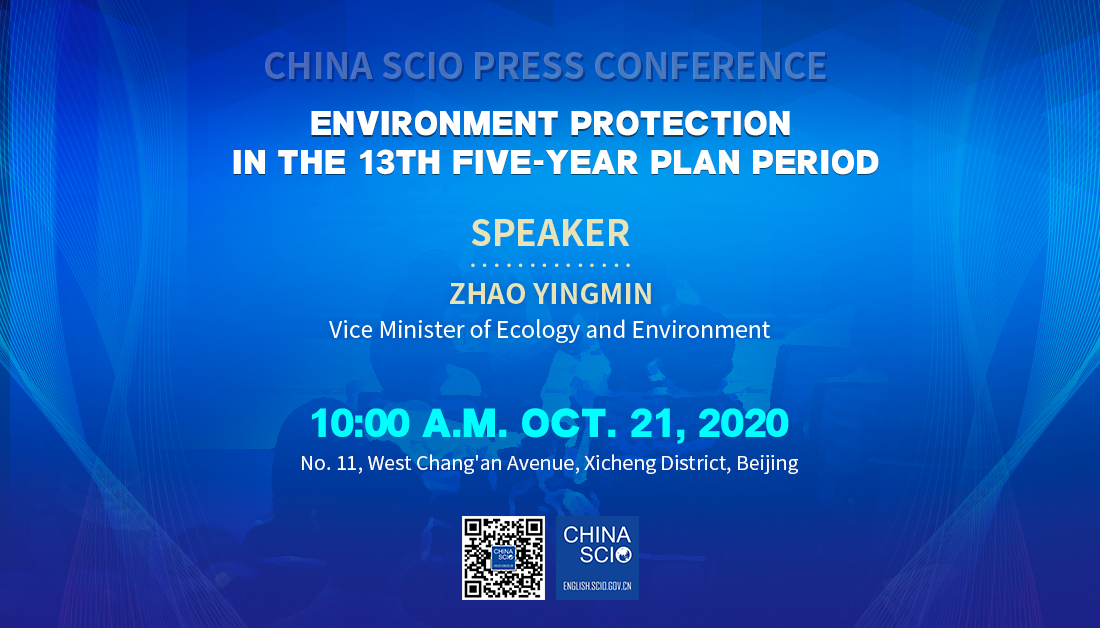 CHINA SCIO PRESS CONFERENCE
ENVIRONMENT PROTECTION
IN THE 13TH FIVE-YEAR PLAN PERIOD
SPEAKER
ZHAO YINGMIN
Vice Minister of Ecology and Environment
10:00 A.M. OCT. 21, 2020
No. 11, West Chang'an Avenue, Xicheng District, Beijing
CHINA
SCIO
CHINA
SCIO
ENGLISH.SCIO.GOV.CN